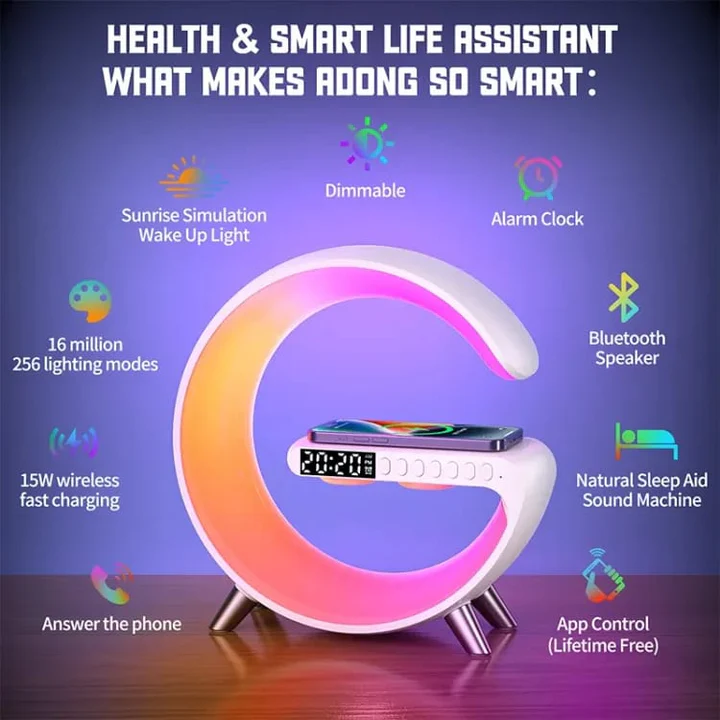 HEALTH & SMART LIFE ASSISTANT
WHAT MAKES ADONG SO SMART:
Dimmable
Sunrise Simulation
Wake Up Light
Alarm Clock
16 million
256 lighting modes
Bluetooth
Speaker
20:20
15W wireless
fast charging
Natural Sleep Aid
Sound Machine
Answer the phone
App Control
(Lifetime Free)